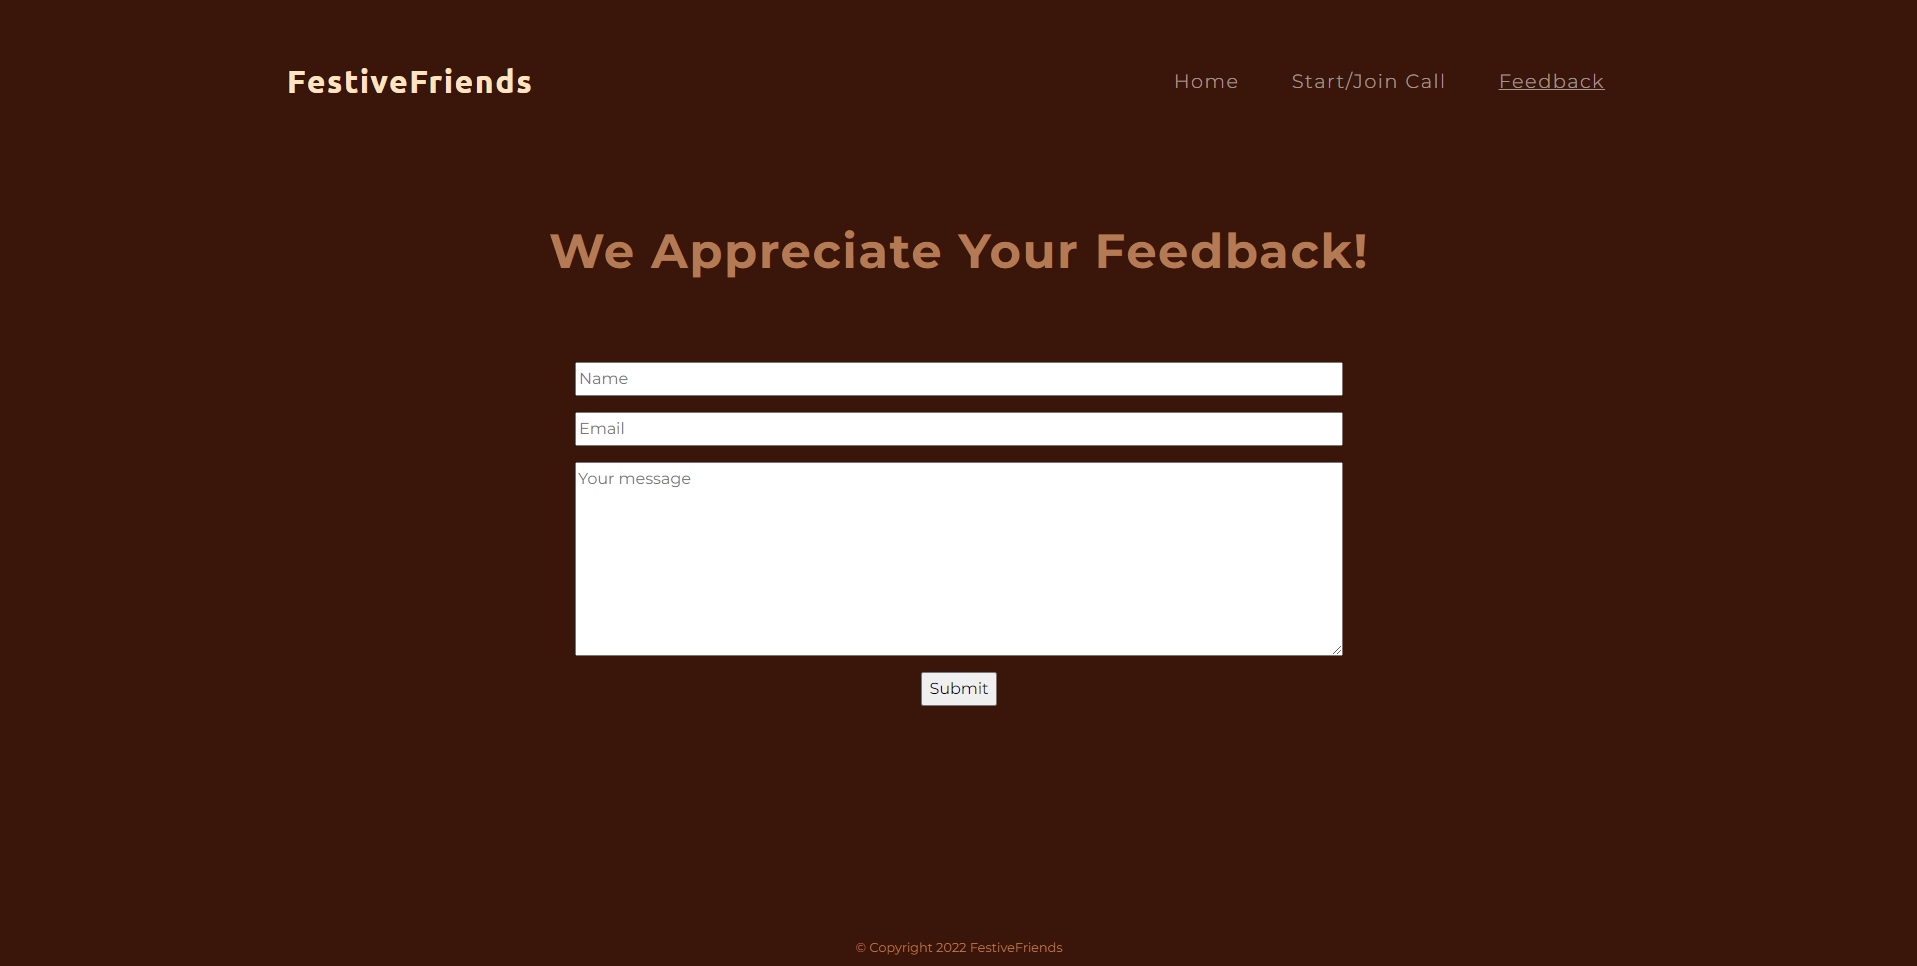 FestiveFriends
Home Start/Join Call Feedback
We Appreciate Your Feedback!
Name
Email
Your message
Submit
© Copyright 2022 FestiveFriends